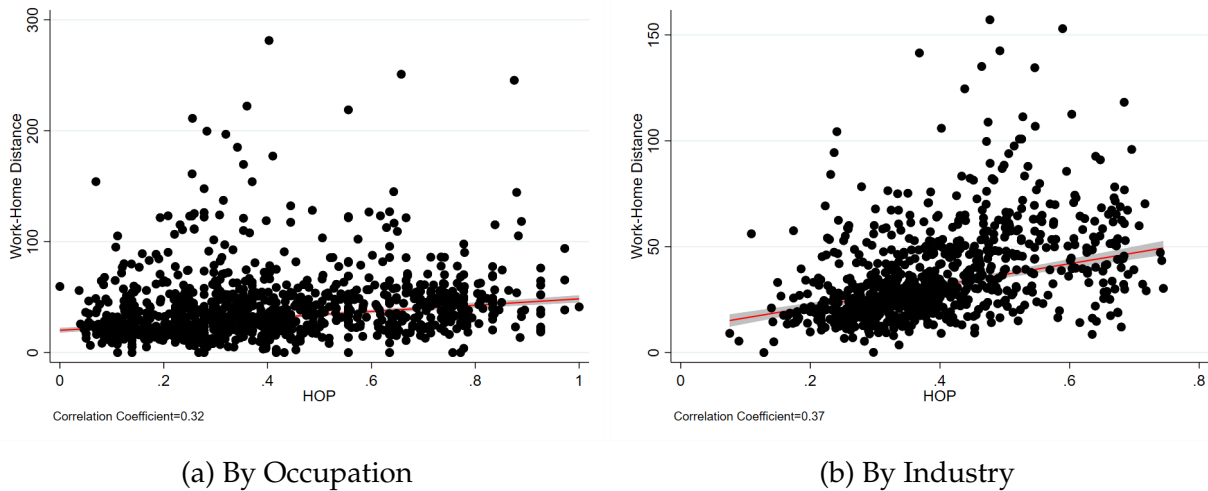 Work-Home Distance
300
200
100
0
0
.2
.4
.6
.8
1
HOP
Correlation Coefficient=0.32
(a) By Occupation
Work-Home Distance
150
100
50
0
0
.2
.4
.6
.8
HOP
Correlation Coefficient=0.37
(b) By Industry